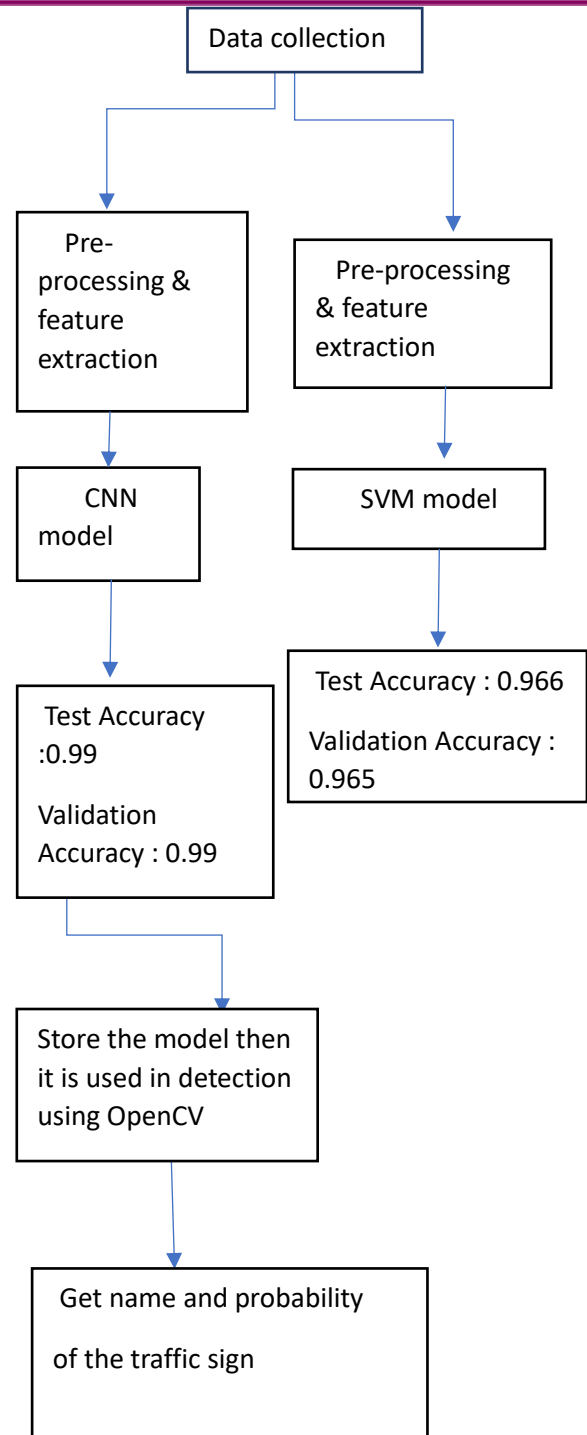 Data collection
Pre-
processing &
feature
extraction
Pre-processing
& feature
extraction
CNN
model
SVM model
Test Accuracy
:0.99
Validation
Accuracy : 0.99
Test Accuracy : 0.966
Validation Accuracy :
0.965
Store the model then
it is used in detection
using OpenCV
Get name and probability
of the traffic sign